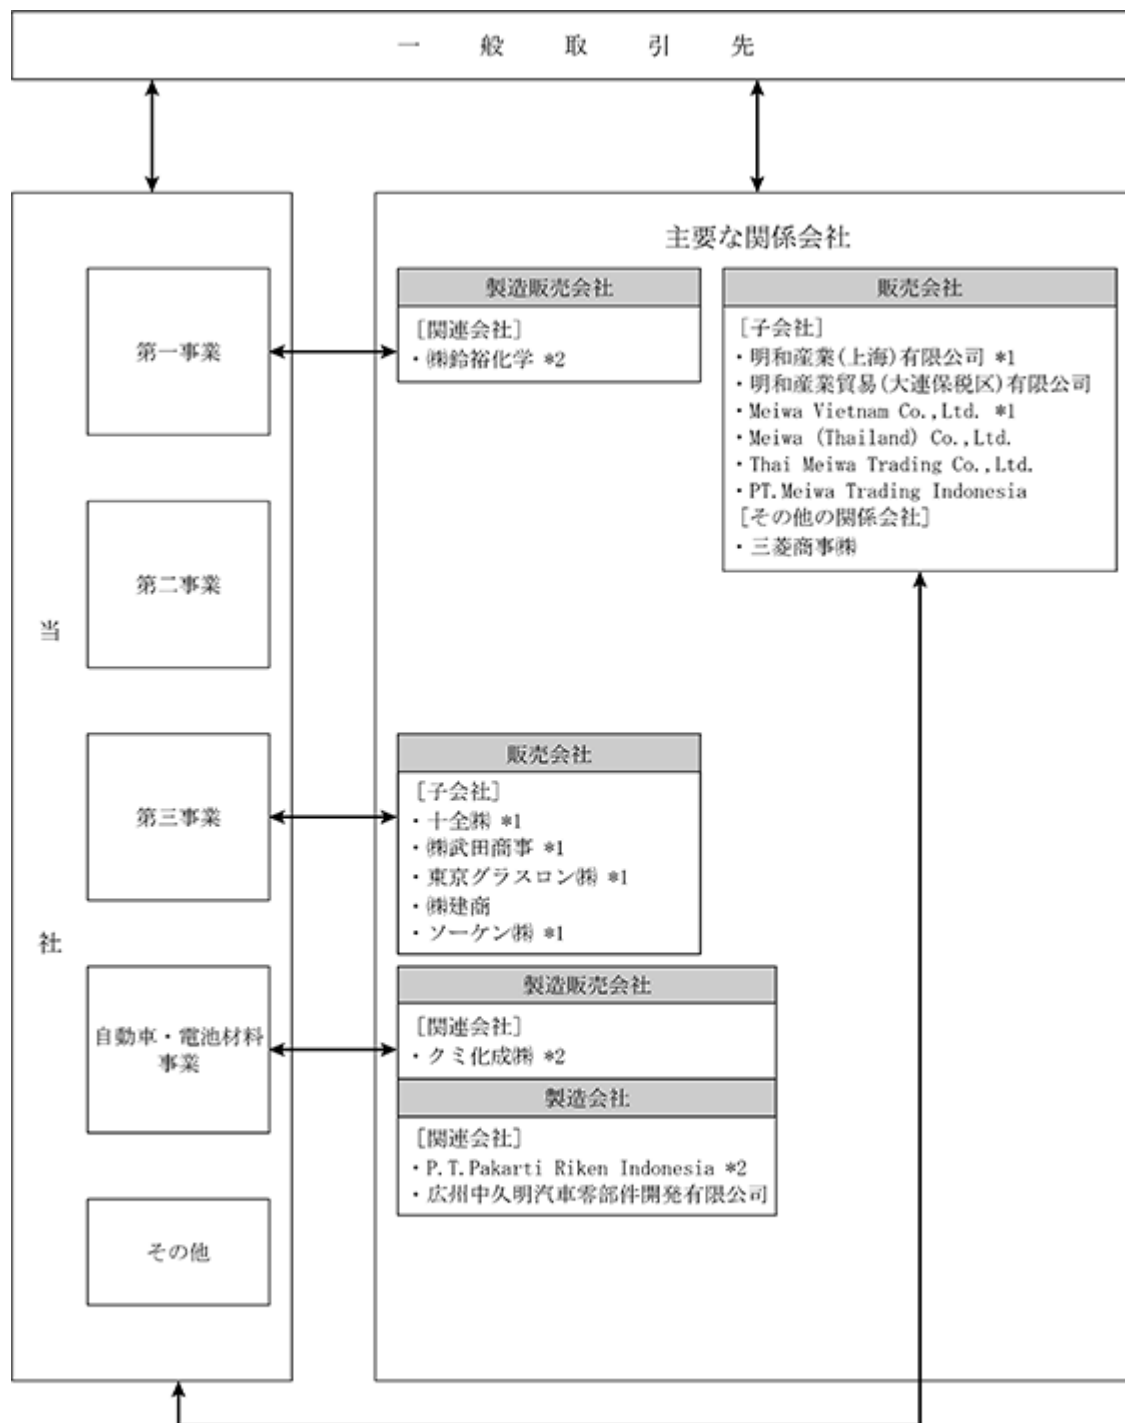 一般取引先
当社
第一事業
第二事業
第三事業
自動車・電池材料
事業
その他
主要な関係会社
製造販売会社
［関連会社］
・㈱鈴裕化学 *2
販売会社
［子会社］
・明和産業(上海)有限公司 *1
・明和産業貿易(大連保税区)有限公司
・Meiwa Vietnam Co.,Ltd. *1
・Meiwa (Thailand) Co.,Ltd.
・Thai Meiwa Trading Co.,Ltd.
・PT.Meiwa Trading Indonesia
［その他の関係会社］
・三菱商事㈱
販売会社
［子会社］
・十全㈱ *1
・㈱武田商事 *1
・東京グラスロン㈱ *1
・㈱建商
・ソーケン㈱ *1
製造販売会社
［関連会社］
・クミ化成㈱ *2
製造会社
［関連会社］
・P.T.Pakarti Riken Indonesia *2
・広州中久明汽車零部件開発有限公司